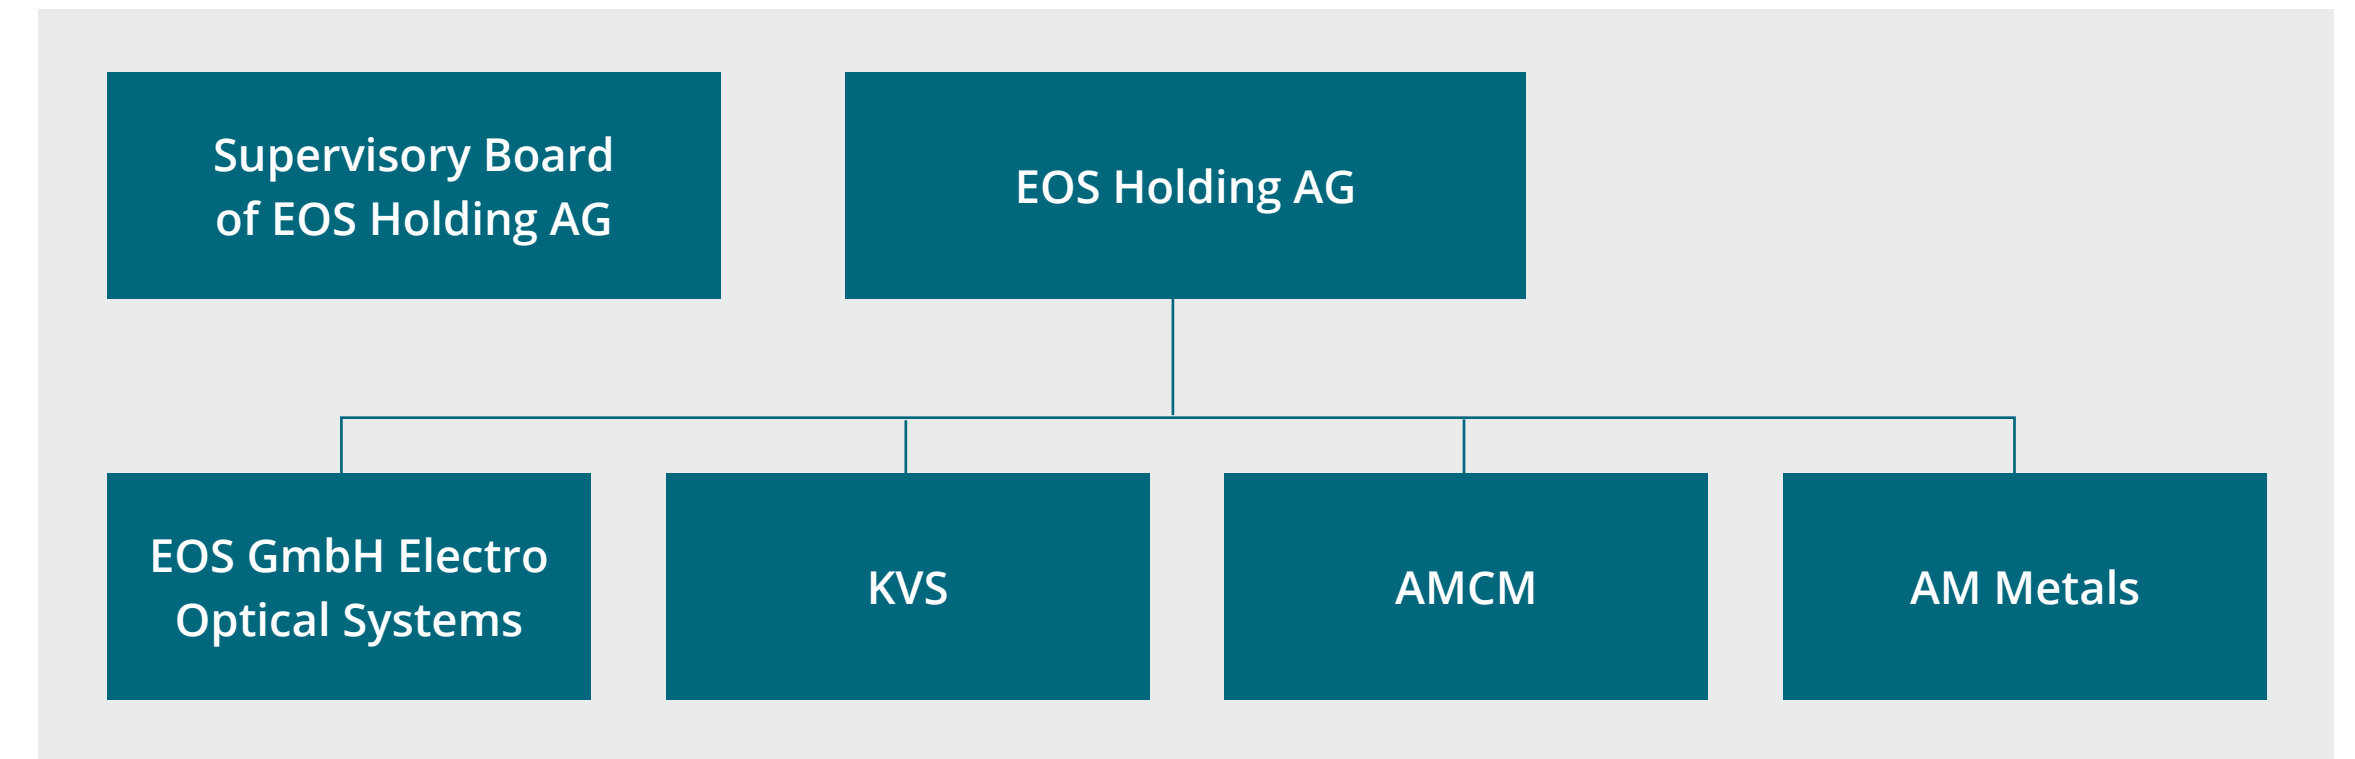 Supervisory Board
of EOS Holding AG
EOS Holding AG
EOS GmbH Electro
Optical Systems
KVS
AMCM
AM Metals